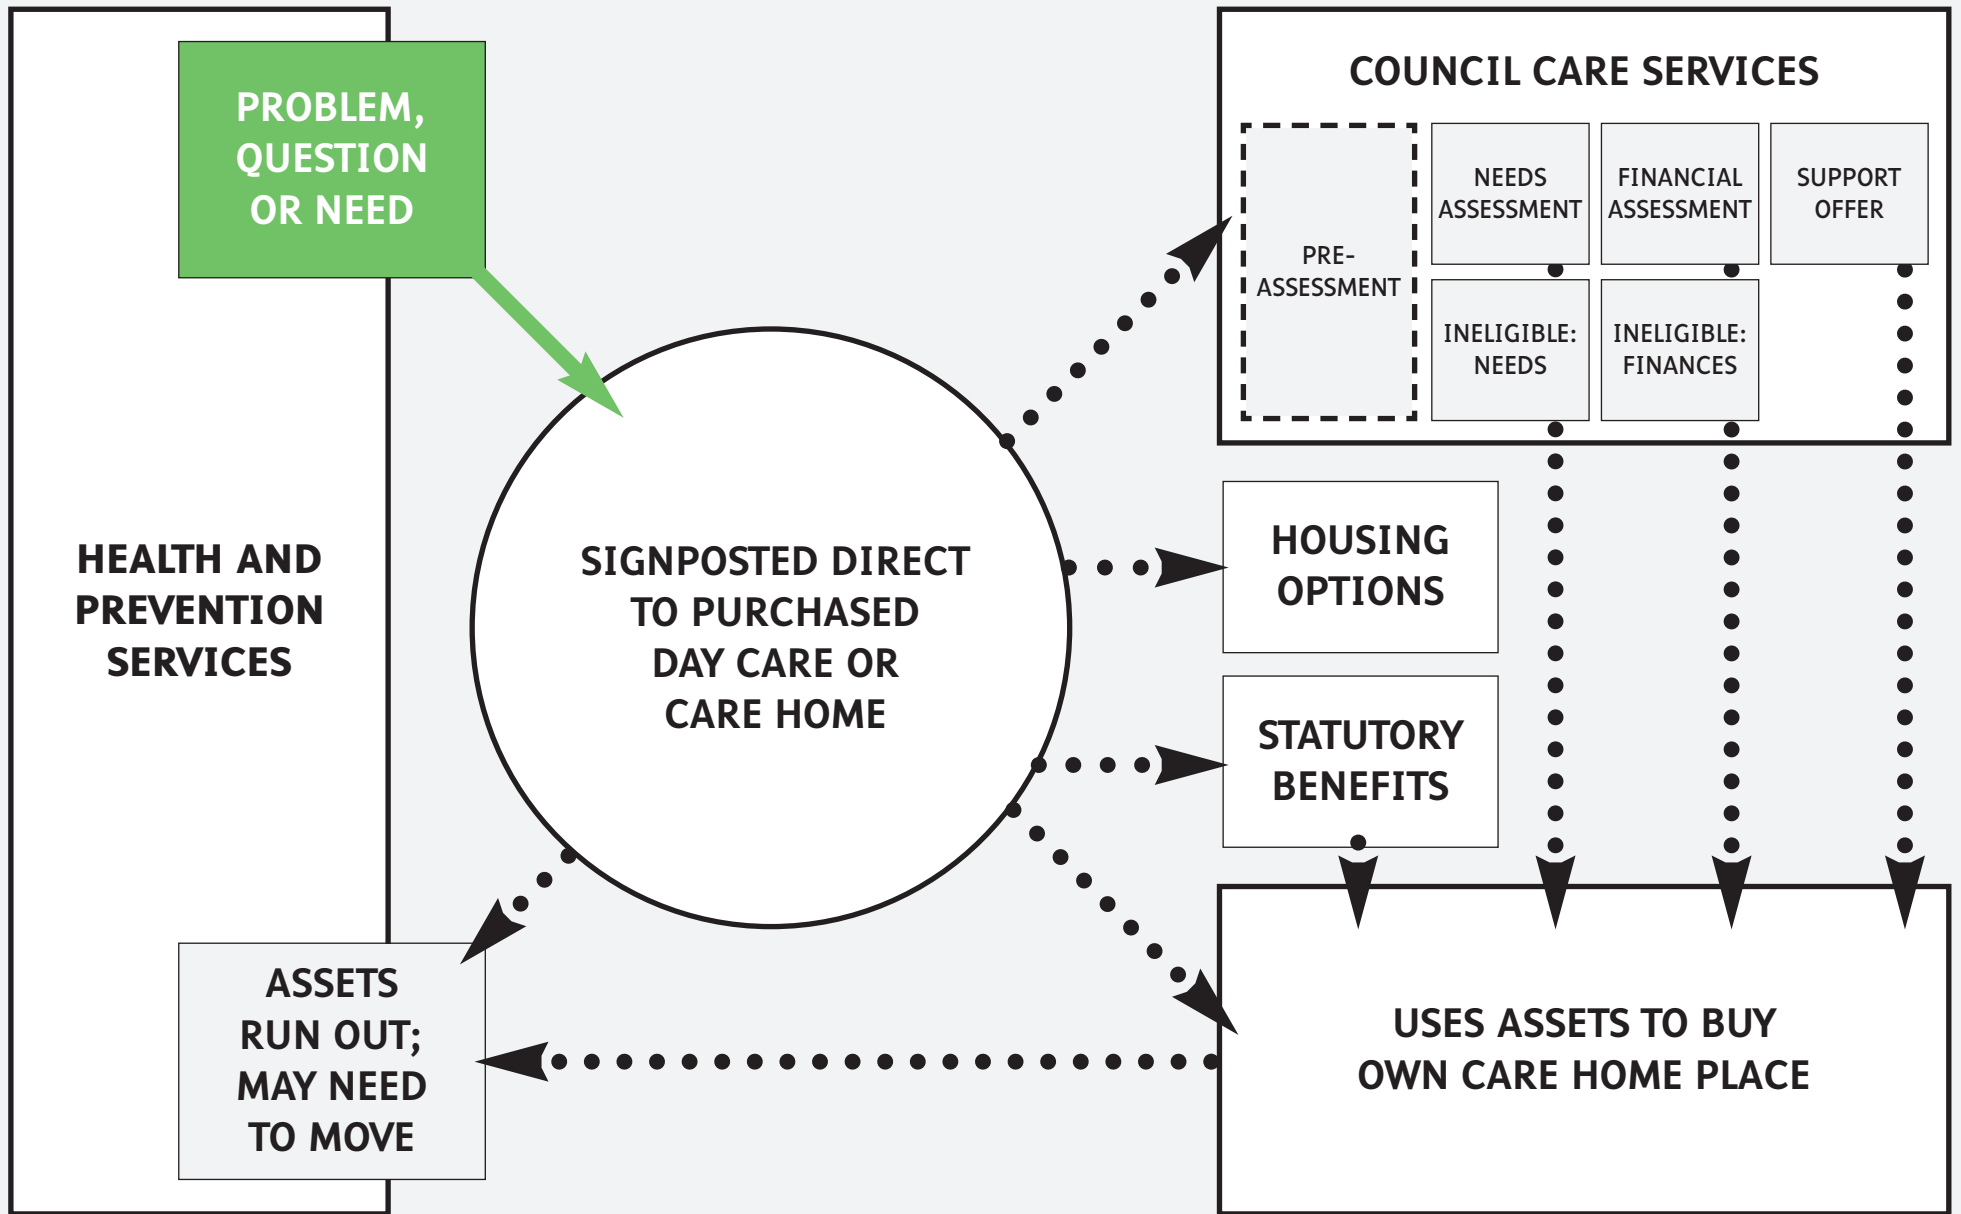 PROBLEM,
QUESTION
OR NEED
HEALTH AND
PREVENTION
SERVICES
SIGNPOSTED DIRECT
TO PURCHASED
DAY CARE OR
CARE HOME
COUNCIL CARE SERVICES
PRE-
ASSESSMENT
NEEDS
ASSESSMENT
FINANCIAL
ASSESSMENT
SUPPORT
OFFER
INELIGIBLE:
NEEDS
INELIGIBLE:
FINANCES
HOUSING
OPTIONS
STATUTORY
BENEFITS
ASSETS
RUN OUT;
MAY NEED
TO MOVE
USES ASSETS TO BUY
OWN CARE HOME PLACE